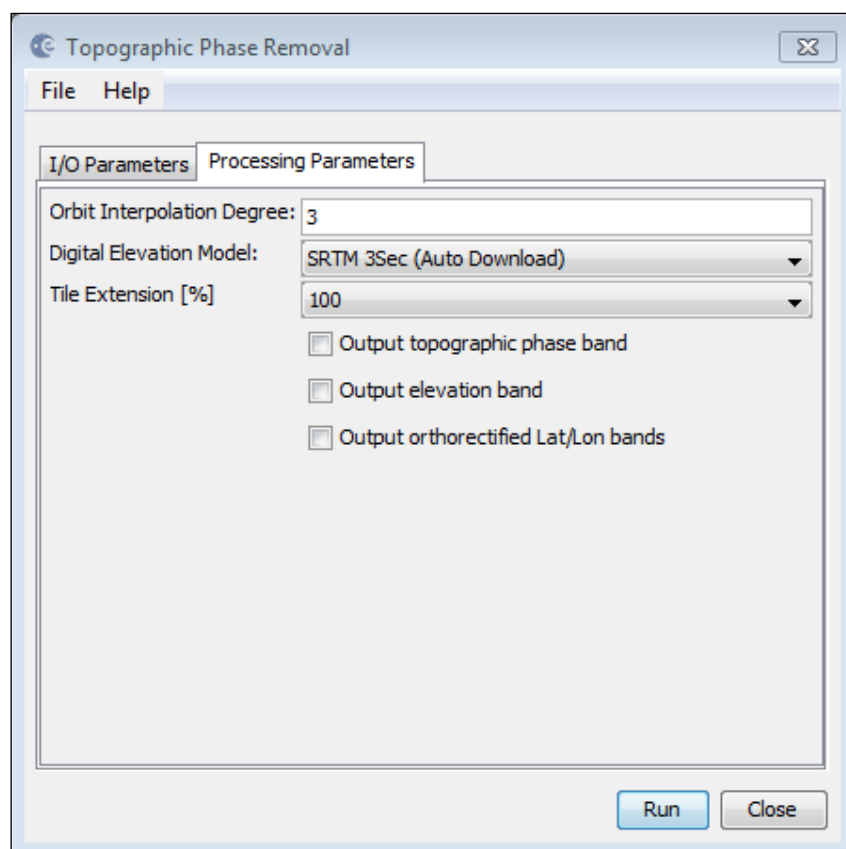 Topographic Phase Removal
File Help
I/O Parameters Processing Parameters
Orbit Interpolation Degree: 3
Digital Elevation Model: SRTM 3Sec (Auto Download)
Tile Extension [%] 100
Output topographic phase band
Output elevation band
Output orthorectified Lat/Lon bands
Run Close